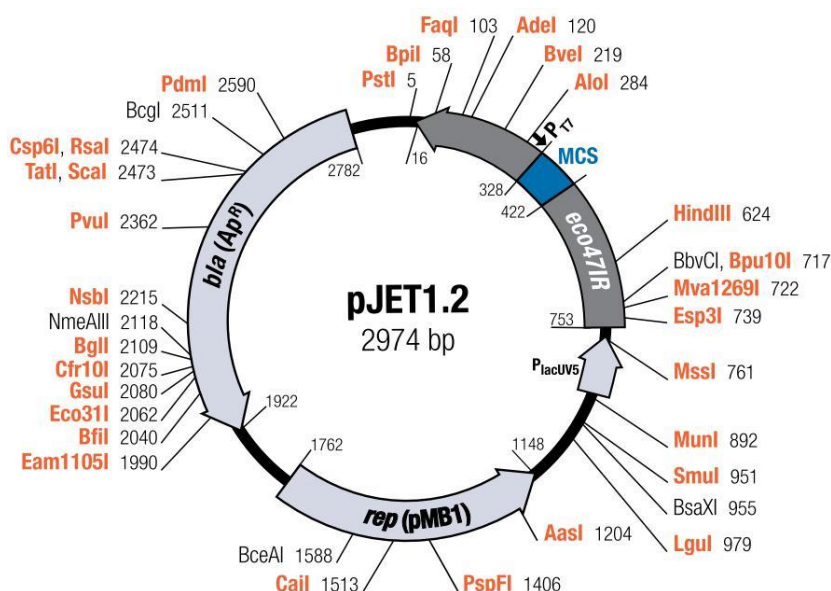 FaqI 103
AdeI 120
BpiI 58
BveI 219
PstI 5
AloI 284
PdmI 2590
BcgI 2511
Csp6I, RsaI 2474
TatI, ScaI 2473
PvuI 2362
NsbI 2215
NmeAIII 2118
BglI 2109
Cfr10I 2075
GsuI 2080
Eco31I 2062
BfiI 2040
Eam1105I 1990
2782
16
PT7
MCS
328
422
eco47IR
HindIII 624
BbvCI, Bpu10I 717
Mva1269I 722
Esp3I 739
753
MssI 761
PlacUV5
MunI 892
SmuI 951
BsaXI 955
LguI 979
bla (ApR)
pJET1.2
2974 bp
1922
1762
1148
rep (pMB1)
AasI 1204
BceAI 1588
CaiI 1513
PspFI 1406